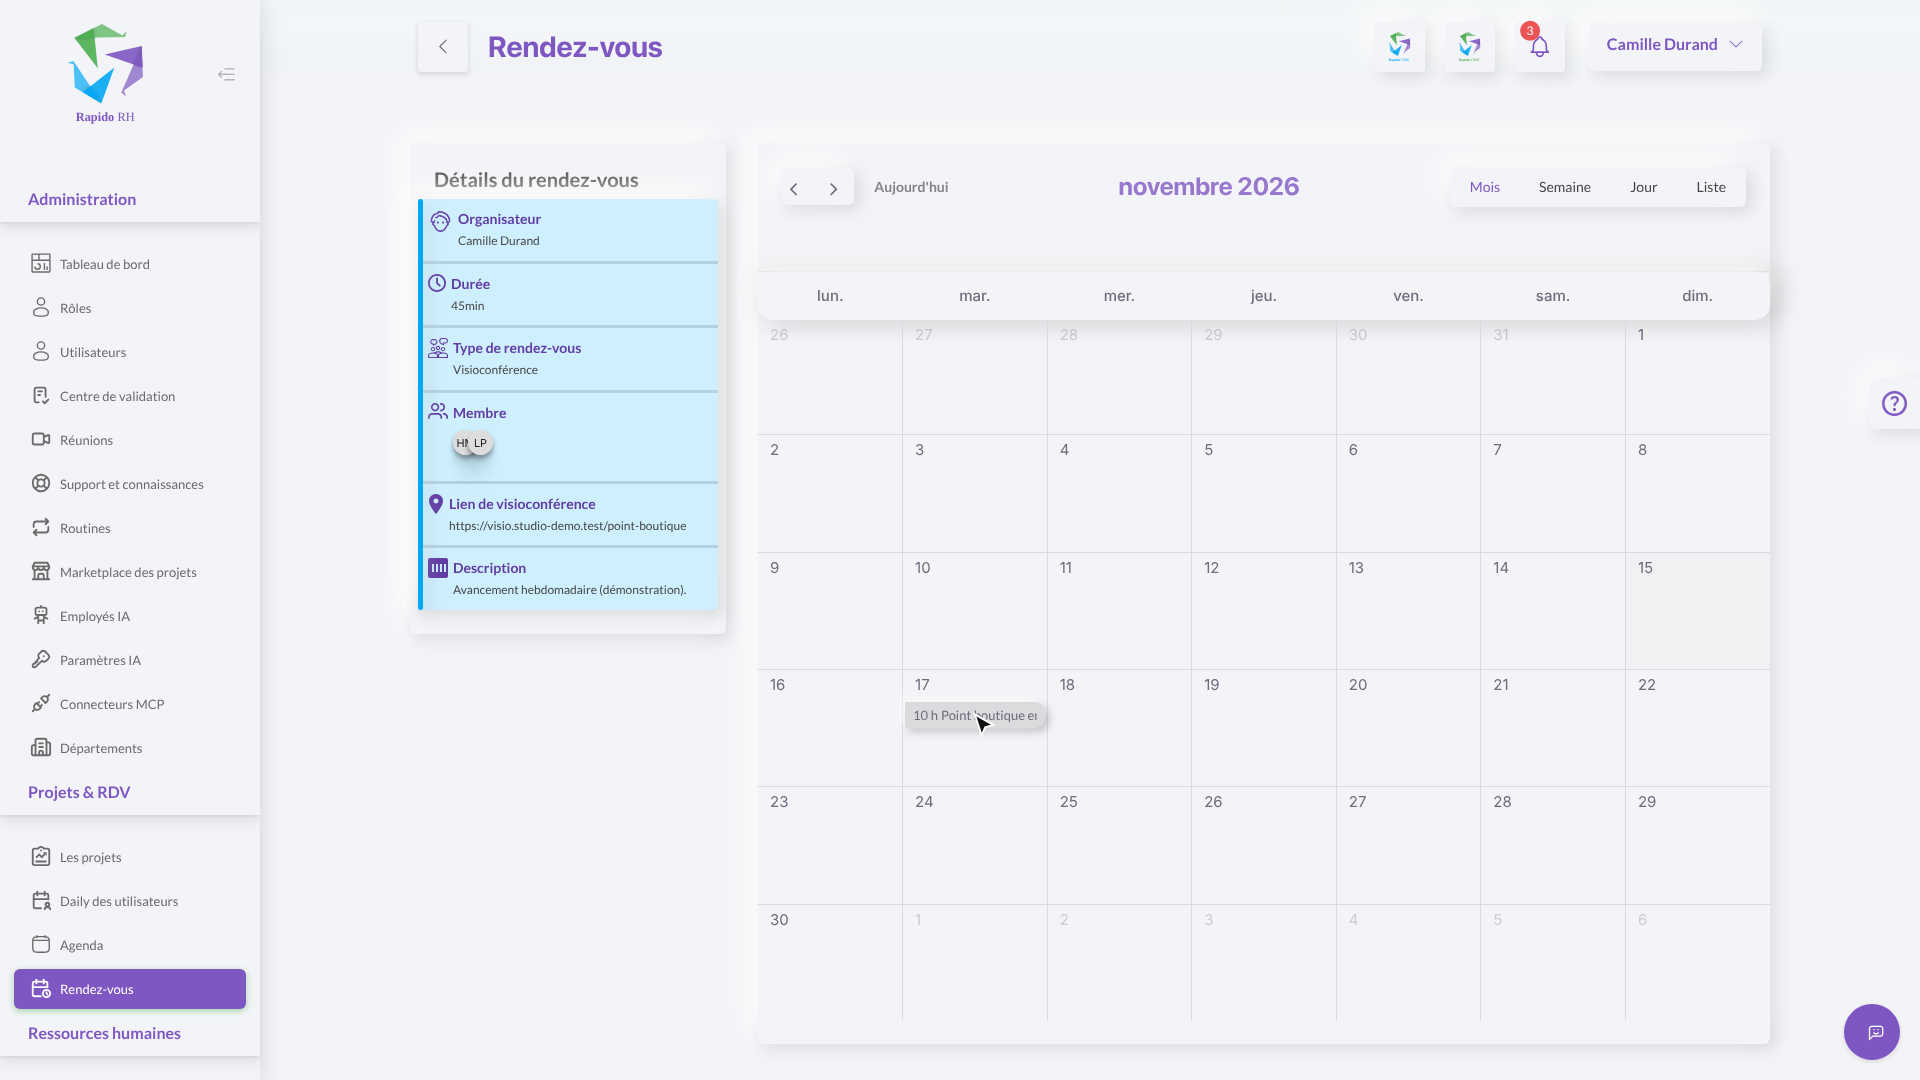 Rapido RH
Administration
Tableau de bord
Rôles
Utilisateurs
Centre de validation
Réunions
Support et connaissances
Routines
Marketplace des projets
Employés IA
Paramètres IA
Connecteurs MCP
Départements
Projets & RDV
Les projets
Daily des utilisateurs
Agenda
Rendez-vous
Ressources humaines
Rendez-vous
Rapido RH
Rapido RH
3
Camille Durand
Détails du rendez-vous
Organisateur
Camille Durand
Durée
45min
Type de rendez-vous
Visioconférence
Membre
LP
Lien de visioconférence
https://visio.studio-demo.test/point-boutique
Description
Avancement hebdomadaire (démonstration).
Aujourd'hui
novembre 2026
Mois Semaine Jour Liste
lun. mar. mer. jeu. ven. sam. dim.
26 27 28 29 30 31 1
2 3 4 5 6 7 8
9 10 11 12 13 14 15
16 17 18 19 20 21 22
10 h Point boutique
23 24 25 26 27 28 29
30 1 2 3 4 5 6